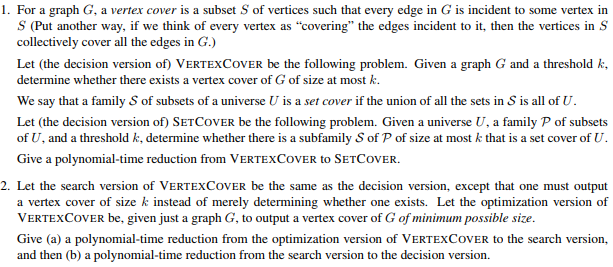 1. For a graph G, a vertex cover is a subset S of vertices such that every edge in G is incident to some vertex in
S (Put another way, if we think of every vertex as “covering” the edges incident to it, then the vertices in S
collectively cover all the edges in G.)
Let (the decision version of) VERTEXCOVER be the following problem. Given a graph G and a threshold k,
determine whether there exists a vertex cover of G of size at most k.
We say that a family 𝒮 of subsets of a universe U is a set cover if the union of all the sets in 𝒮 is all of U.
Let (the decision version of) SETCOVER be the following problem. Given a universe U, a family 𝒫 of subsets
of U, and a threshold k, determine whether there is a subfamily 𝒮 of 𝒫 of size at most k that is a set cover of U.
Give a polynomial-time reduction from VERTEXCOVER to SETCOVER.
2. Let the search version of VERTEXCOVER be the same as the decision version, except that one must output
a vertex cover of size k instead of merely determining whether one exists. Let the optimization version of
VERTEXCOVER be, given just a graph G, to output a vertex cover of G of minimum possible size.
Give (a) a polynomial-time reduction from the optimization version of VERTEXCOVER to the search version,
and then (b) a polynomial-time reduction from the search version to the decision version.